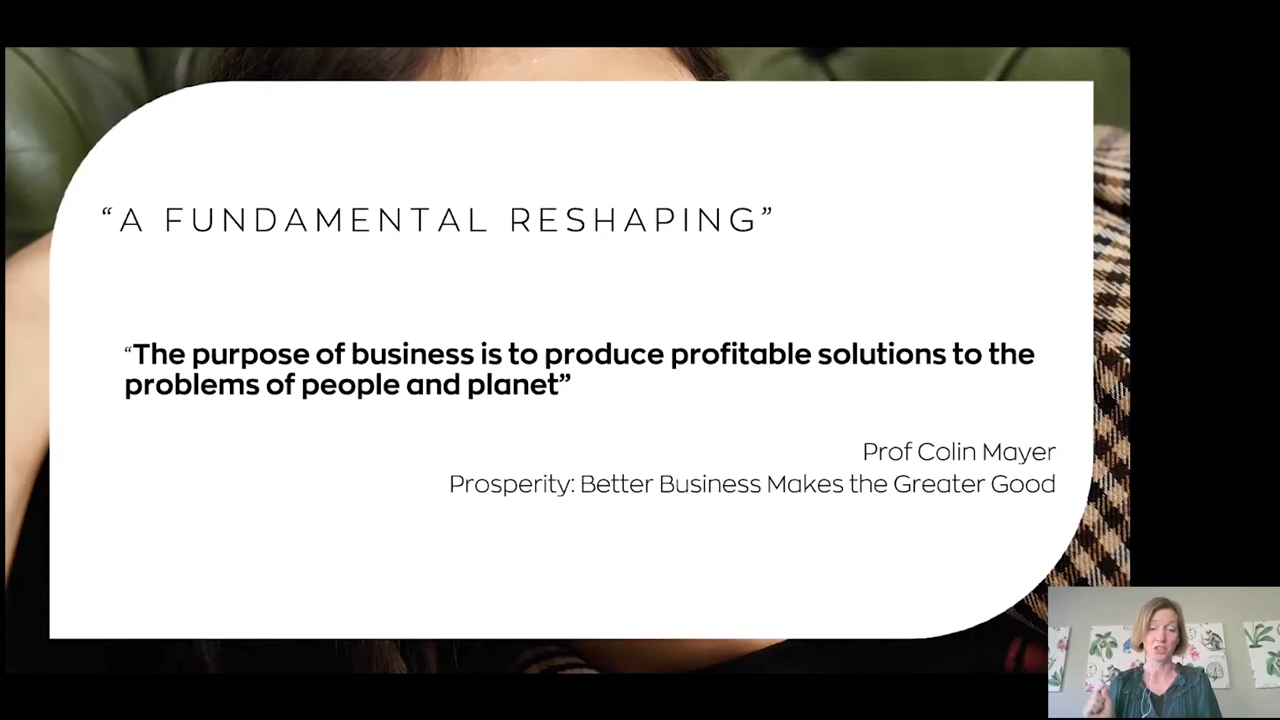 “A FUNDAMENTAL RESHAPING”
“The purpose of business is to produce profitable solutions to the
problems of people and planet”
Prof Colin Mayer
Prosperity: Better Business Makes the Greater Good